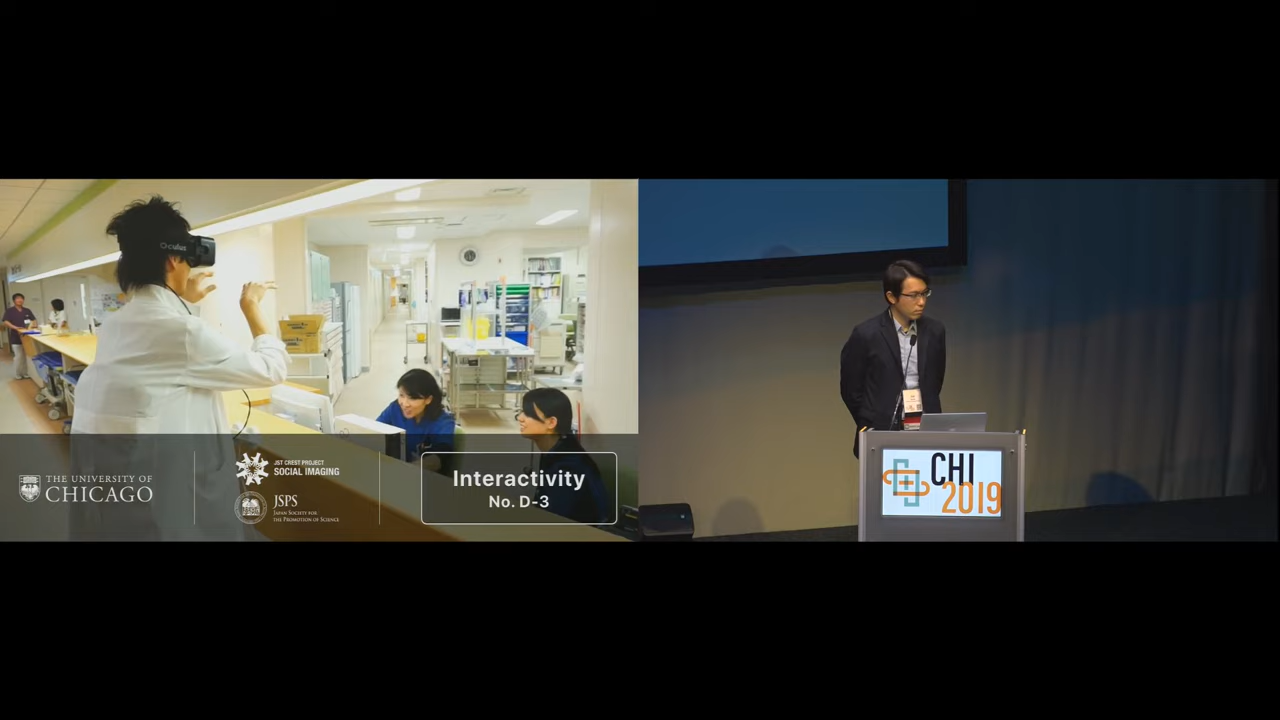 Oculus
THE UNIVERSITY OF
CHICAGO
JST CREST PROJECT
SOCIAL IMAGING
JSPS
JAPAN SOCIETY FOR
THE PROMOTION OF SCIENCE
Interactivity
No. D-3
CHI
2019